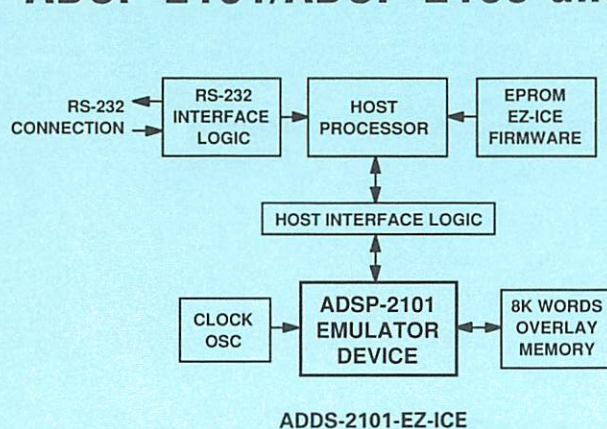 RS-232
CONNECTION
RS-232
INTERFACE
LOGIC
HOST
PROCESSOR
EPROM
EZ-ICE
FIRMWARE
HOST INTERFACE LOGIC
CLOCK
OSC
ADSP-2101
EMULATOR
DEVICE
8K WORDS
OVERLAY
MEMORY
ADDS-2101-EZ-ICE